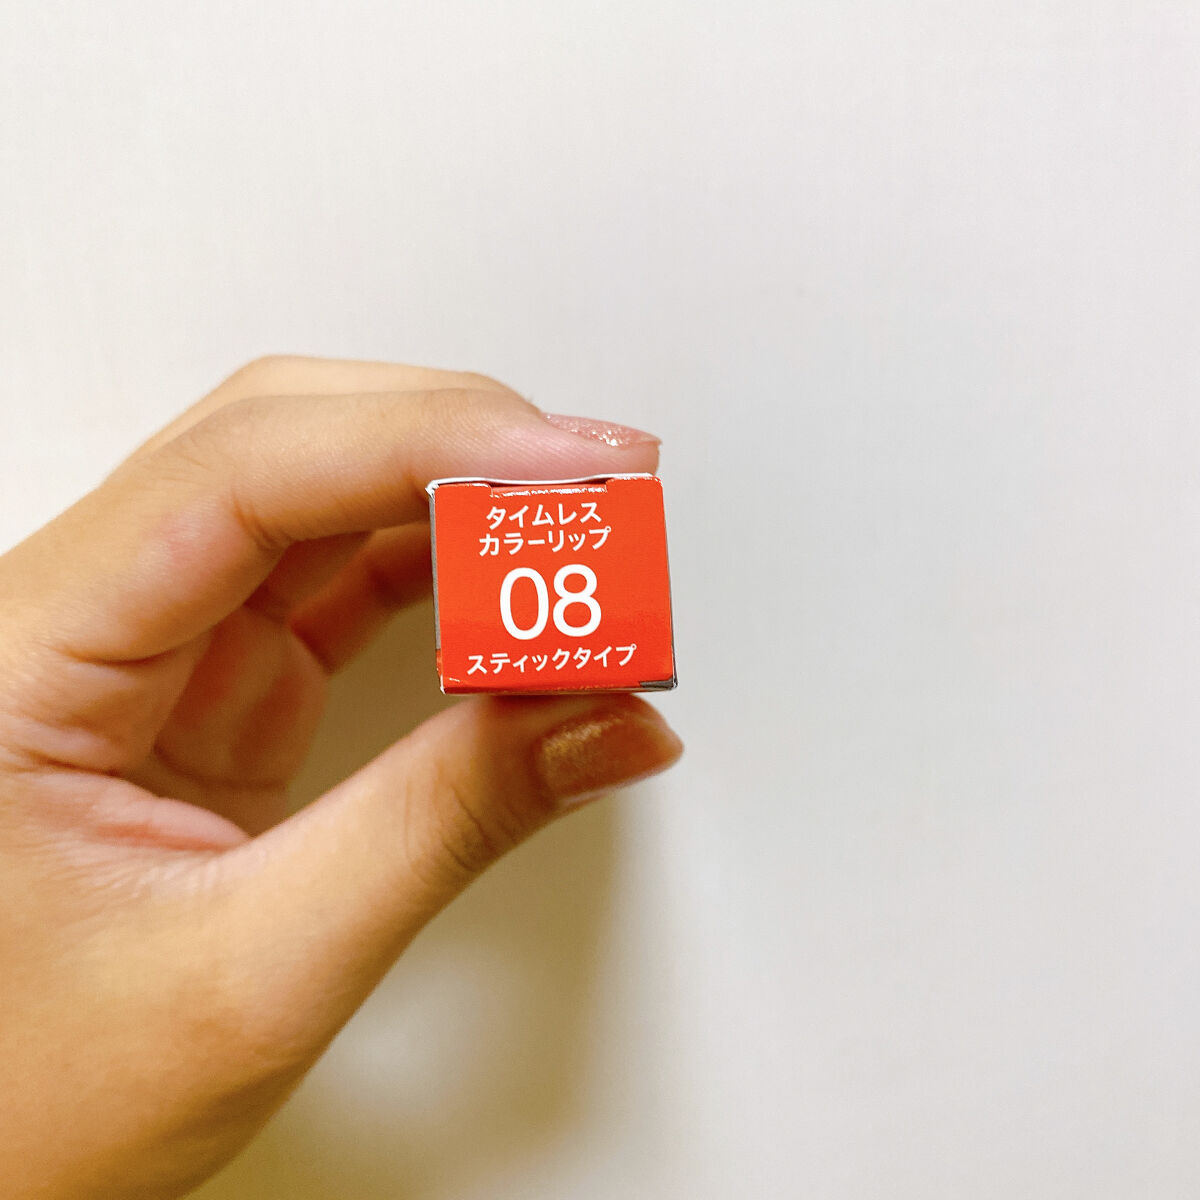 タイムレス
カラーリップ
08
スティックタイプ